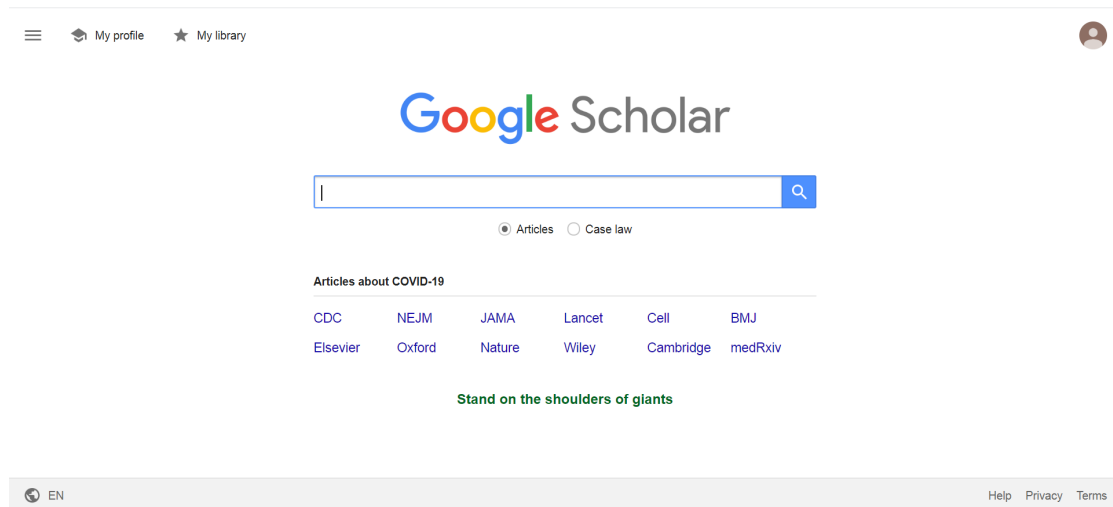 My profile My library
Google Scholar
Articles Case law
Articles about COVID-19
CDC NEJM JAMA Lancet Cell BMJ
Elsevier Oxford Nature Wiley Cambridge medRxiv
Stand on the shoulders of giants
EN Help Privacy Terms